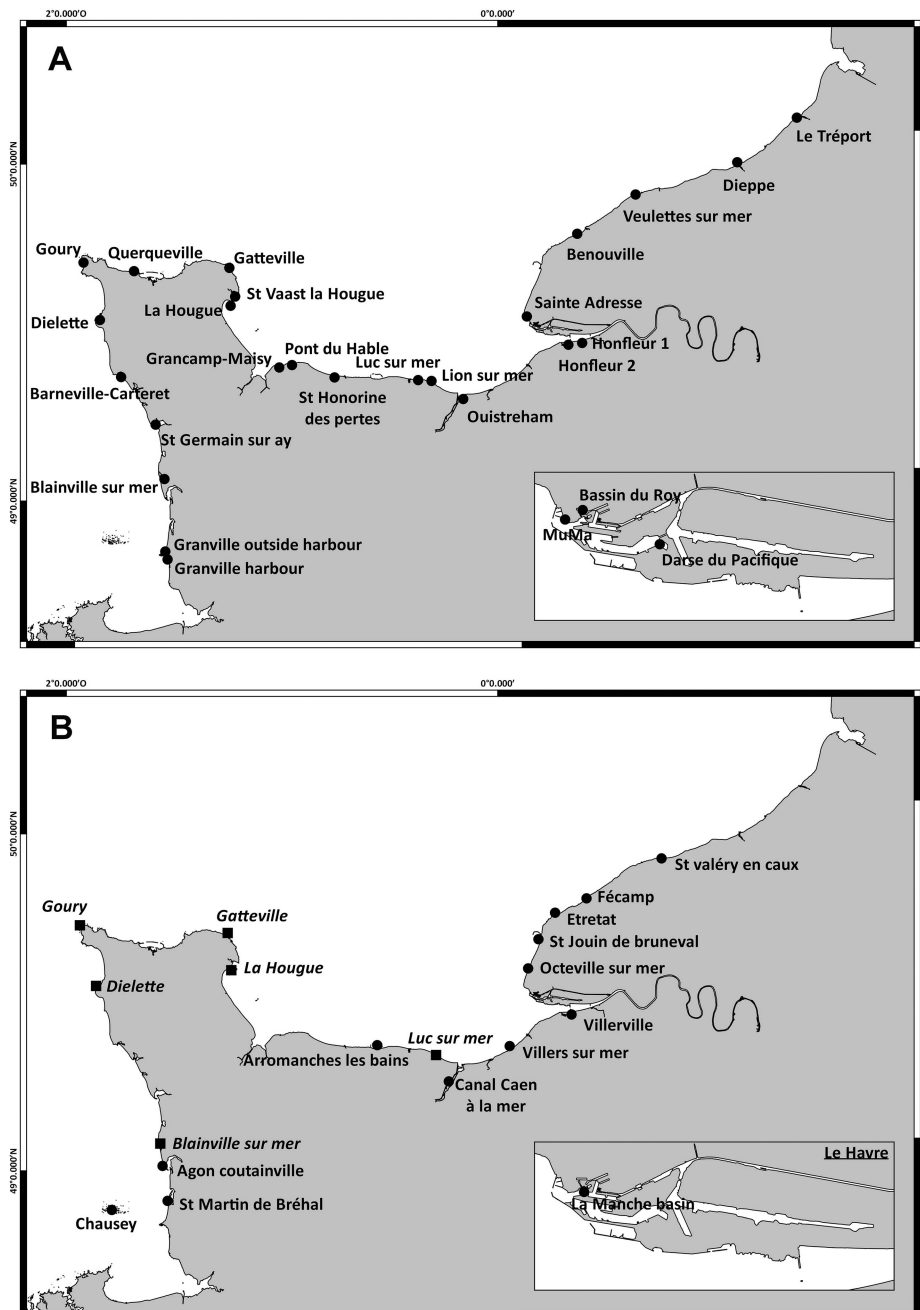 2°0.000'O
0°0.000'
A
50°0.000'N
49°0.000'N
Le Tréport
Dieppe
Veulettes sur mer
Benouville
Goury
Querqueville
Gatteville
St Vaast la Hougue
La Hougue
Sainte Adresse
Dielette
Honfleur 1
Honfleur 2
Grancamp-Maisy
Pont du Hable
Luc sur mer
Lion sur mer
Barneville-Carteret
St Honorine
des pertes
Ouistreham
St Germain sur ay
Blainville sur mer
Bassin du Roy
MuMa
Darse du Pacifique
Granville outside harbour
Granville harbour
2°0.000'O
0°0.000'
B
50°0.000'N
49°0.000'N
St valéry en caux
Fécamp
Etretat
Goury
Gatteville
St Jouin de bruneval
La Hougue
Octeville sur mer
Dielette
Villerville
Luc sur mer
Arromanches les bains
Villers sur mer
Canal Caen
à la mer
Blainville sur mer
Agon coutainville
St Martin de Bréhal
Chausey
Le Havre
La Manche basin